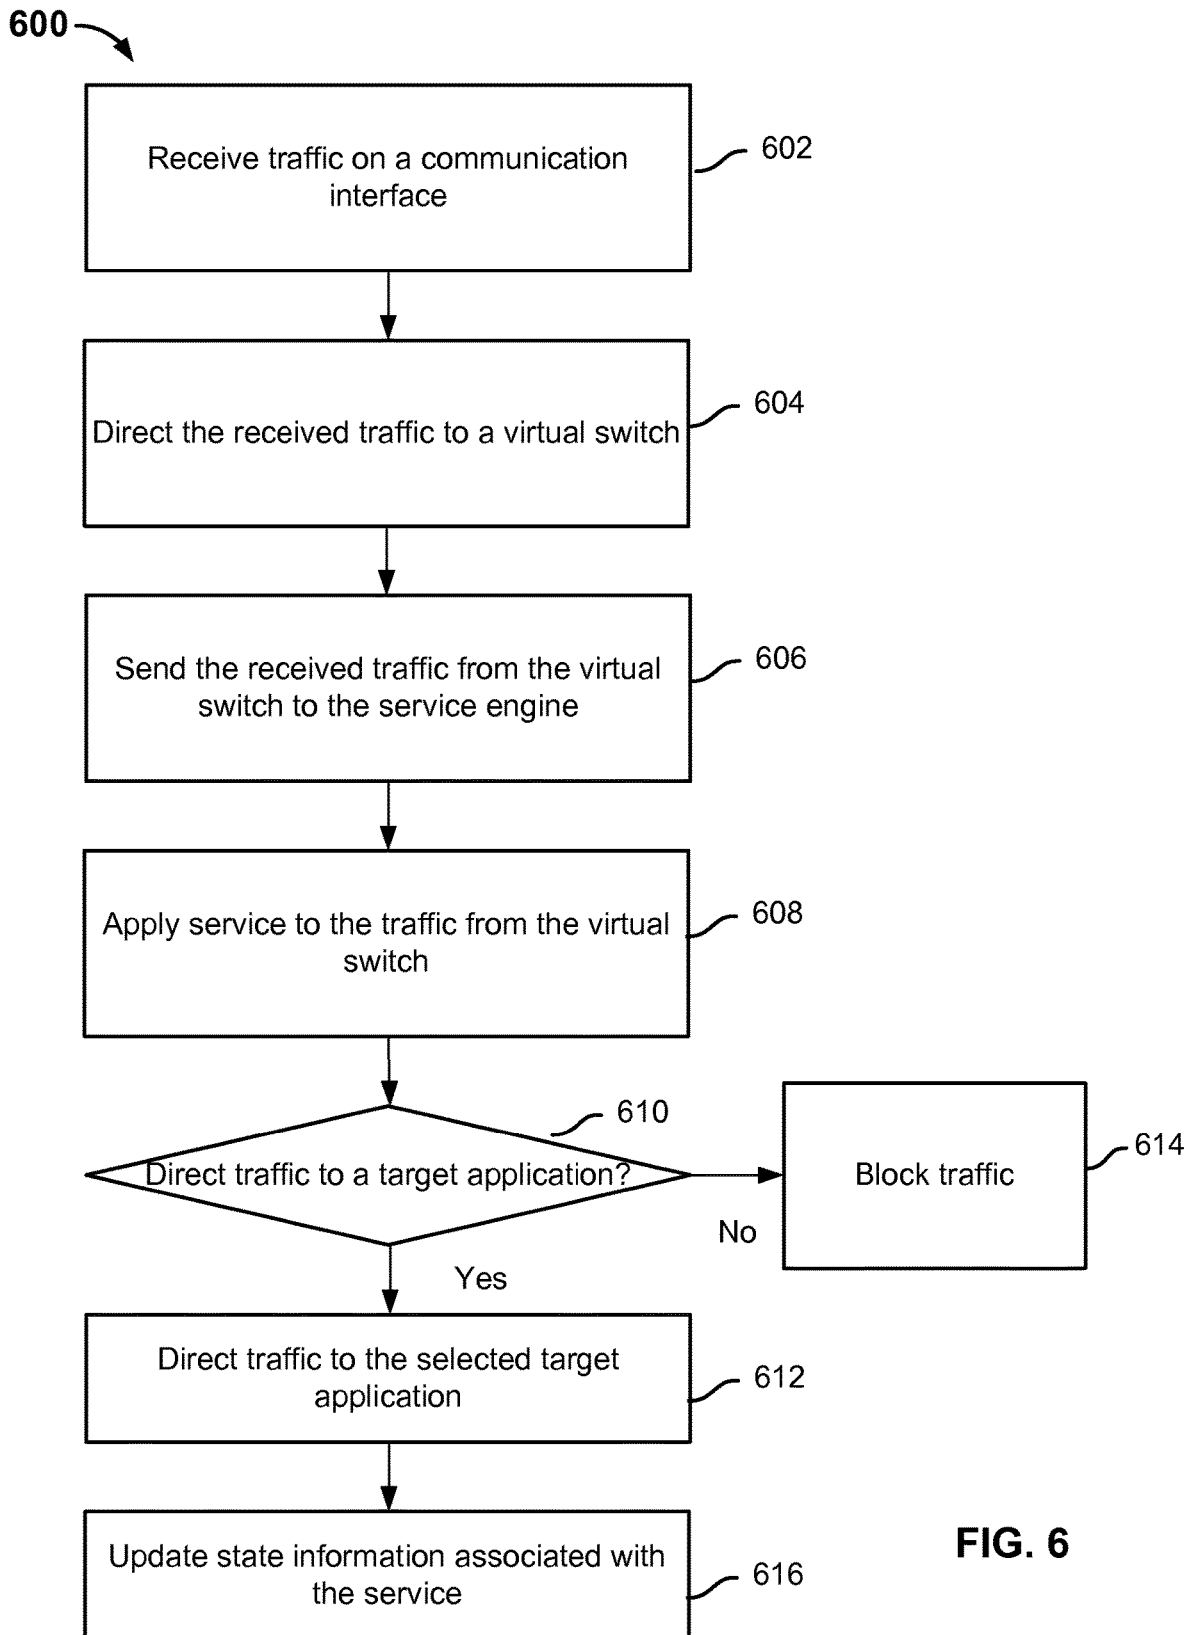 600
Receive traffic on a communication
interface
602
Direct the received traffic to a virtual switch
604
Send the received traffic from the virtual
switch to the service engine
606
Apply service to the traffic from the virtual
switch
608
Direct traffic to a target application?
610
No
Block traffic
614
Yes
Direct traffic to the selected target
application
612
Update state information associated with
the service
616
FIG. 6